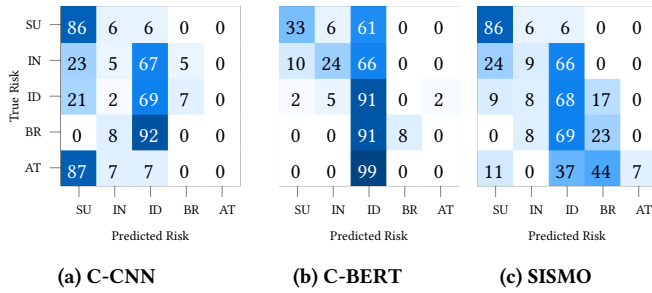 True Risk
SU 86 6 6 0 0
IN 23 5 67 5 0
ID 21 2 69 7 0
BR 0 8 92 0 0
AT 87 7 7 0 0
SU IN ID BR AT
Predicted Risk
(a) C-CNN
33 6 61 0 0
10 24 66 0 0
2 5 91 0 2
0 0 91 8 0
0 0 99 0 0
SU IN ID BR AT
Predicted Risk
(b) C-BERT
86 6 6 0 0
24 9 66 0 0
9 8 68 17 0
0 8 69 23 0
11 0 37 44 7
SU IN ID BR AT
Predicted Risk
(c) SISMO